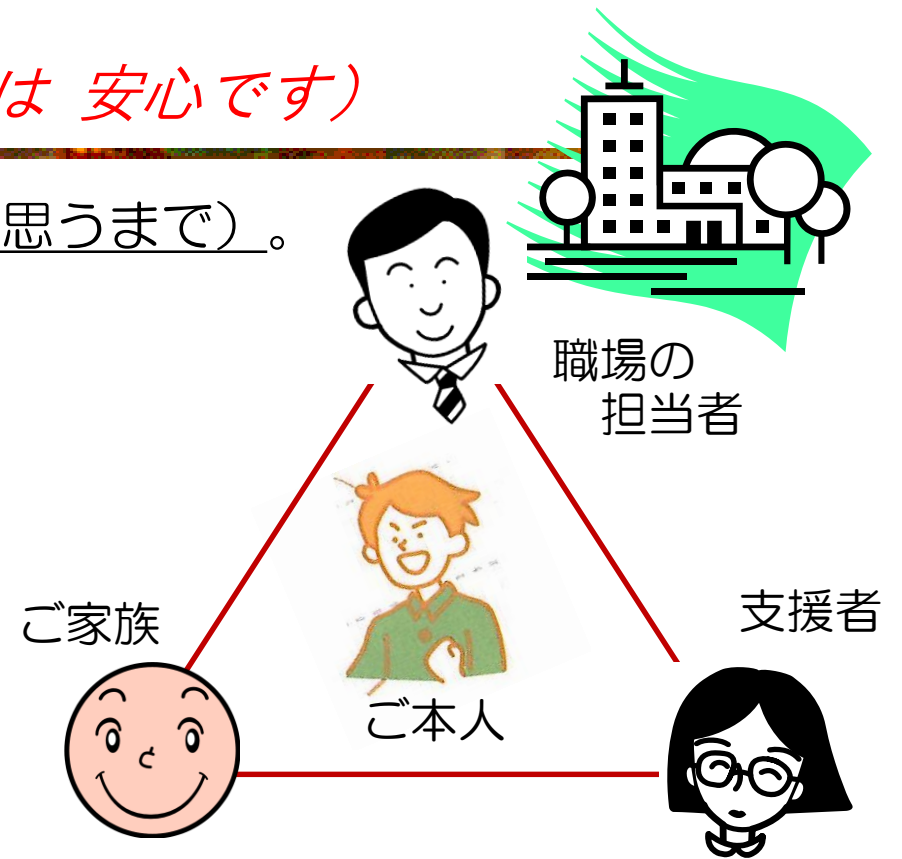 は 安心です）
思うまで）。
職場の
担当者
ご家族
支援者
ご本人